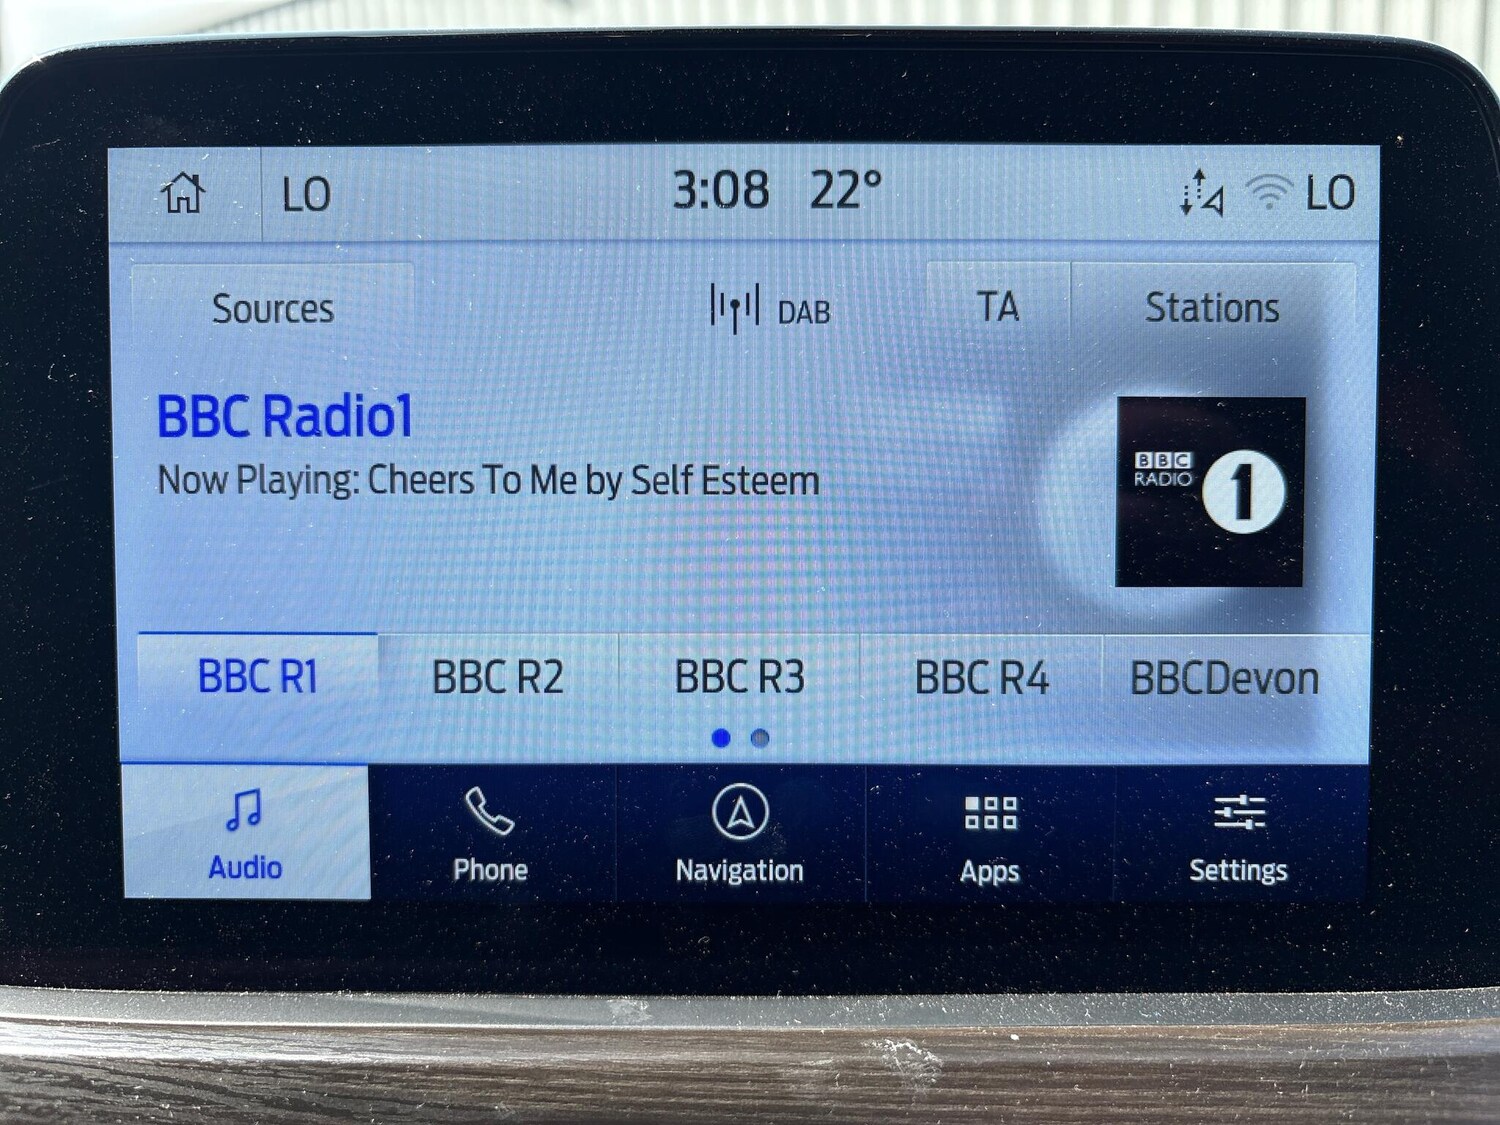 LO 3:08 22° LO
Sources DAB TA Stations
BBC Radio1
Now Playing: Cheers To Me by Self Esteem
BBC
RADIO 1
BBC R1 BBC R2 BBC R3 BBC R4 BBCDevon
Audio Phone Navigation Apps Settings